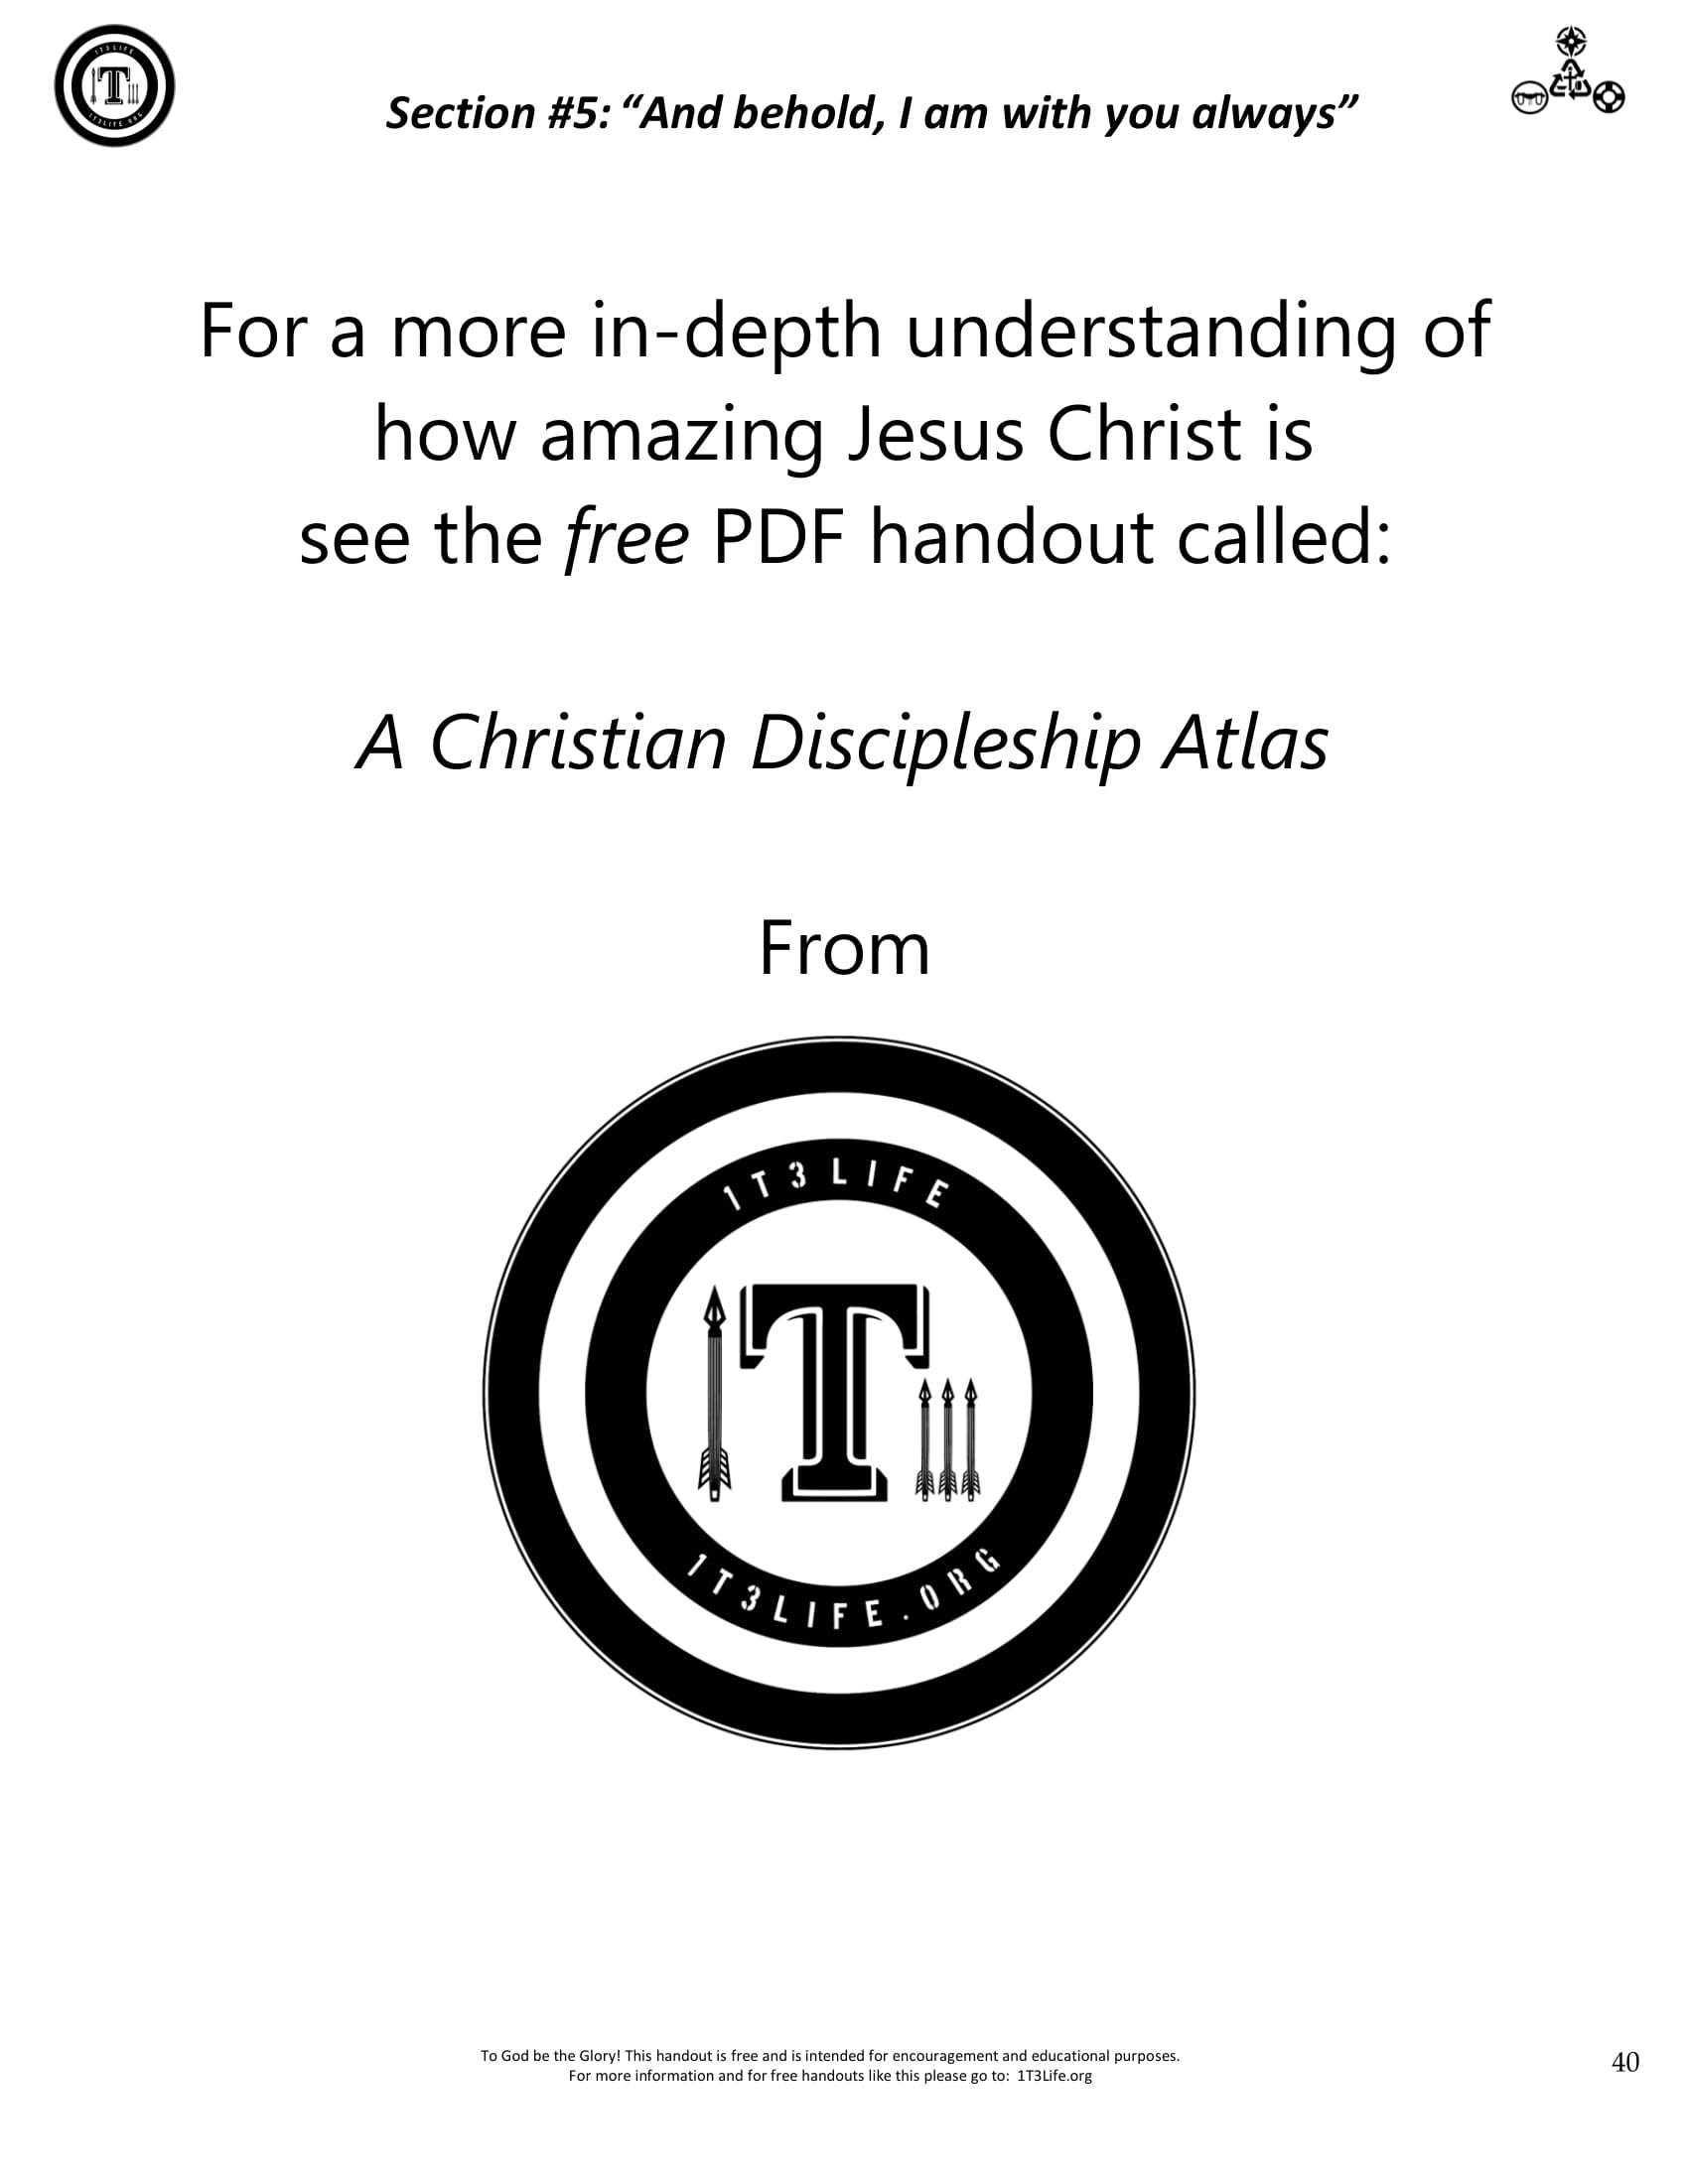 1T3LIFE
T
1T3LIFE.ORG
Section #5: “And behold, I am with you always”
For a more in-depth understanding of
how amazing Jesus Christ is
see the free PDF handout called:
A Christian Discipleship Atlas
From
1T3LIFE
T
1T3LIFE.ORG
To God be the Glory! This handout is free and is intended for encouragement and educational purposes.
For more information and for free handouts like this please go to:  1T3Life.org
40